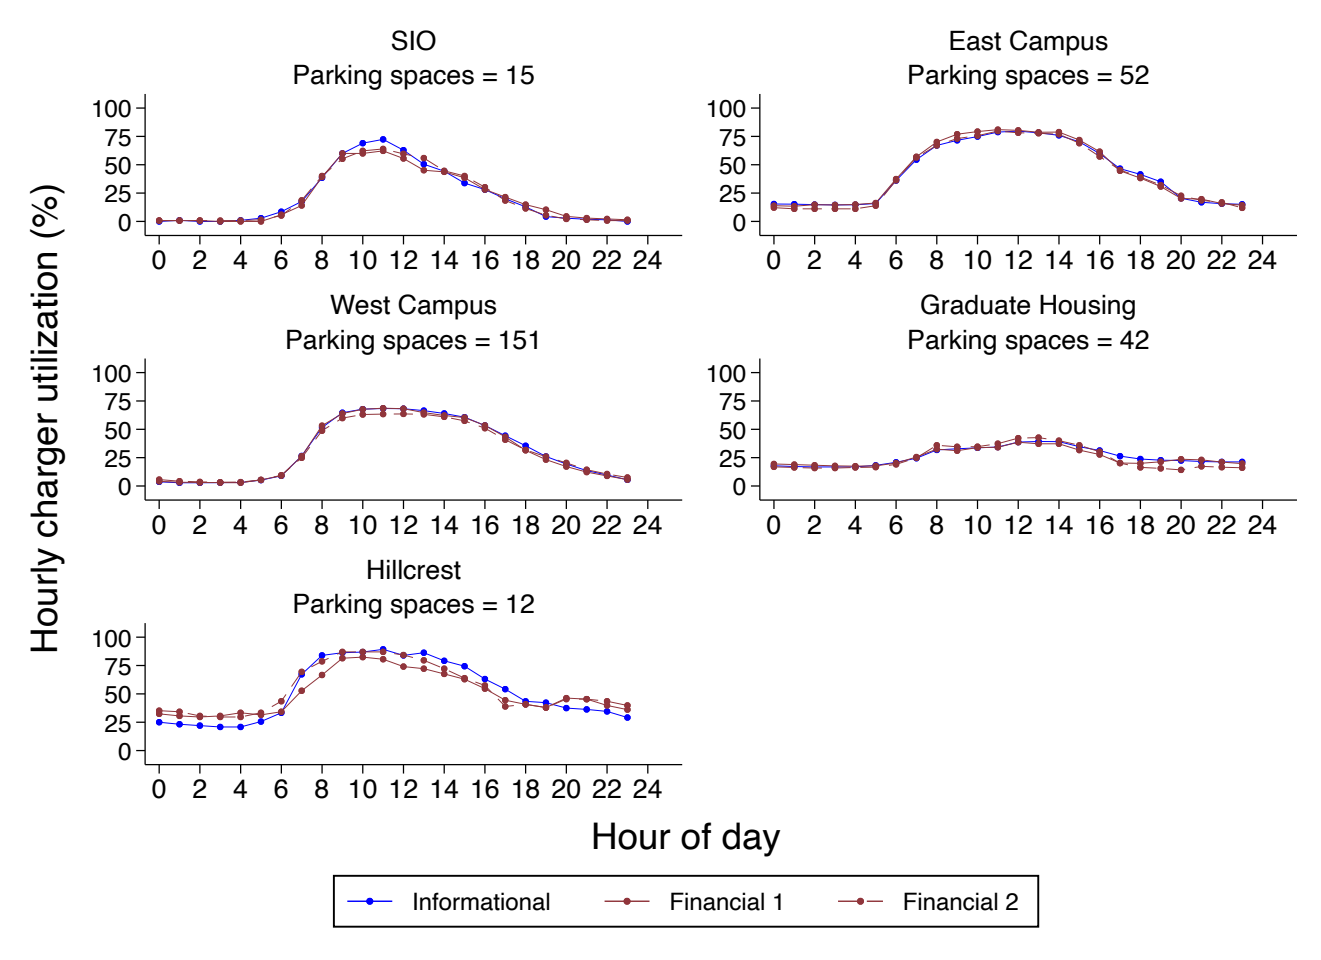 SIO
Parking spaces = 15
100
75
50
25
0
0 2 4 6 8 10 12 14 16 18 20 22 24
East Campus
Parking spaces = 52
100
75
50
25
0
0 2 4 6 8 10 12 14 16 18 20 22 24
West Campus
Parking spaces = 151
100
75
50
25
0
0 2 4 6 8 10 12 14 16 18 20 22 24
Graduate Housing
Parking spaces = 42
100
75
50
25
0
0 2 4 6 8 10 12 14 16 18 20 22 24
Hillcrest
Parking spaces = 12
100
75
50
25
0
0 2 4 6 8 10 12 14 16 18 20 22 24
Hourly charger utilization (%)
Hour of day
Informational Financial 1 Financial 2